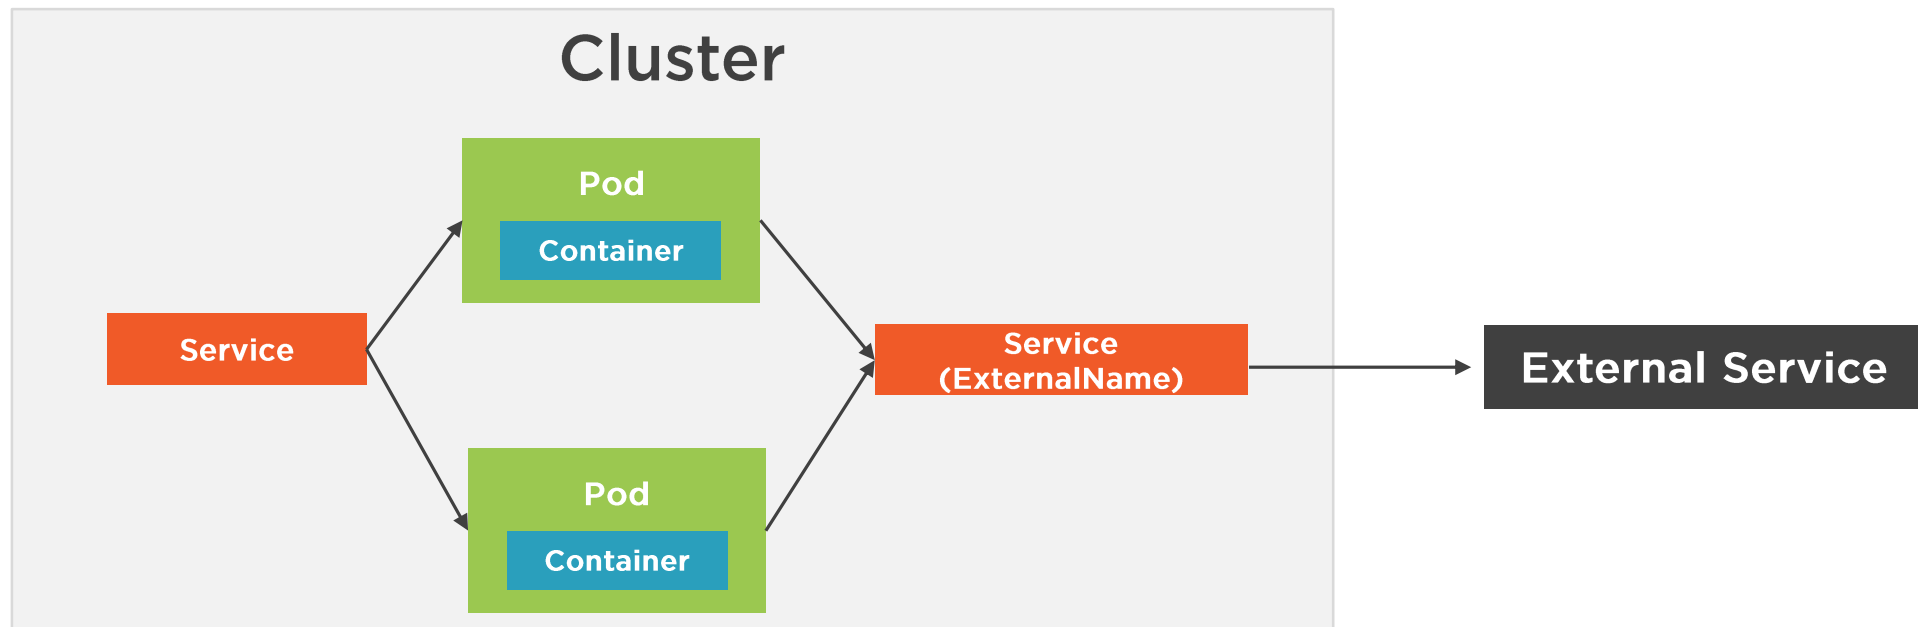 Cluster
Pod
Container
Service
Service
(ExternalName)
External Service
Pod
Container